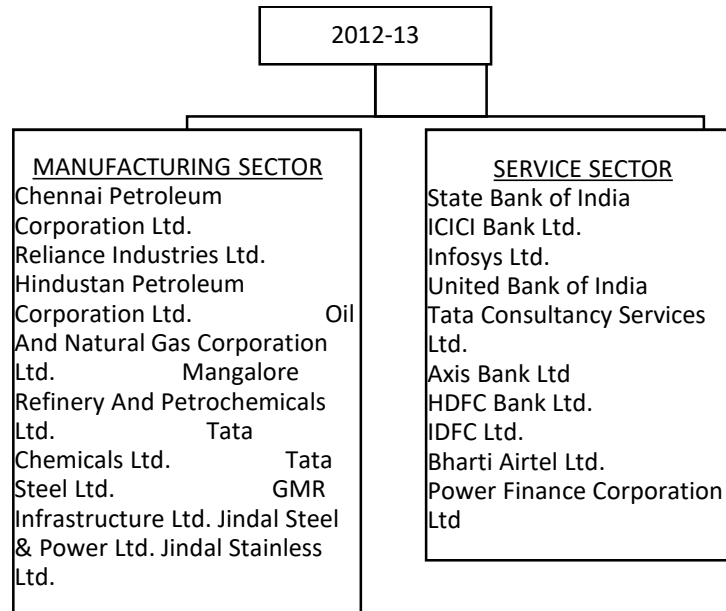 2012-13
MANUFACTURING SECTOR
Chennai Petroleum
Corporation Ltd.
Reliance Industries Ltd.
Hindustan Petroleum
Corporation Ltd. Oil
And Natural Gas Corporation
Ltd. Mangalore
Refinery And Petrochemicals
Ltd. Tata
Chemicals Ltd. Tata
Steel Ltd. GMR
Infrastructure Ltd. Jindal Steel
& Power Ltd. Jindal Stainless
Ltd.
SERVICE SECTOR
State Bank of India
ICICI Bank Ltd.
Infosys Ltd.
United Bank of India
Tata Consultancy Services
Ltd.
Axis Bank Ltd
HDFC Bank Ltd.
IDFC Ltd.
Bharti Airtel Ltd.
Power Finance Corporation
Ltd